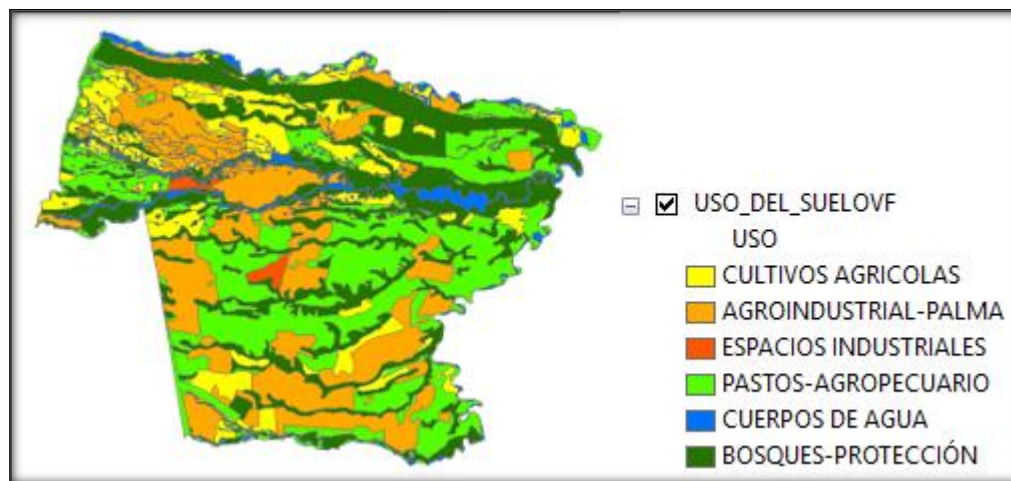 USO_DEL_SUELOVF
USO
CULTIVOS AGRICOLAS
AGROINDUSTRIAL-PALMA
ESPACIOS INDUSTRIALES
PASTOS-AGROPECUARIO
CUERPOS DE AGUA
BOSQUES-PROTECCIÓN